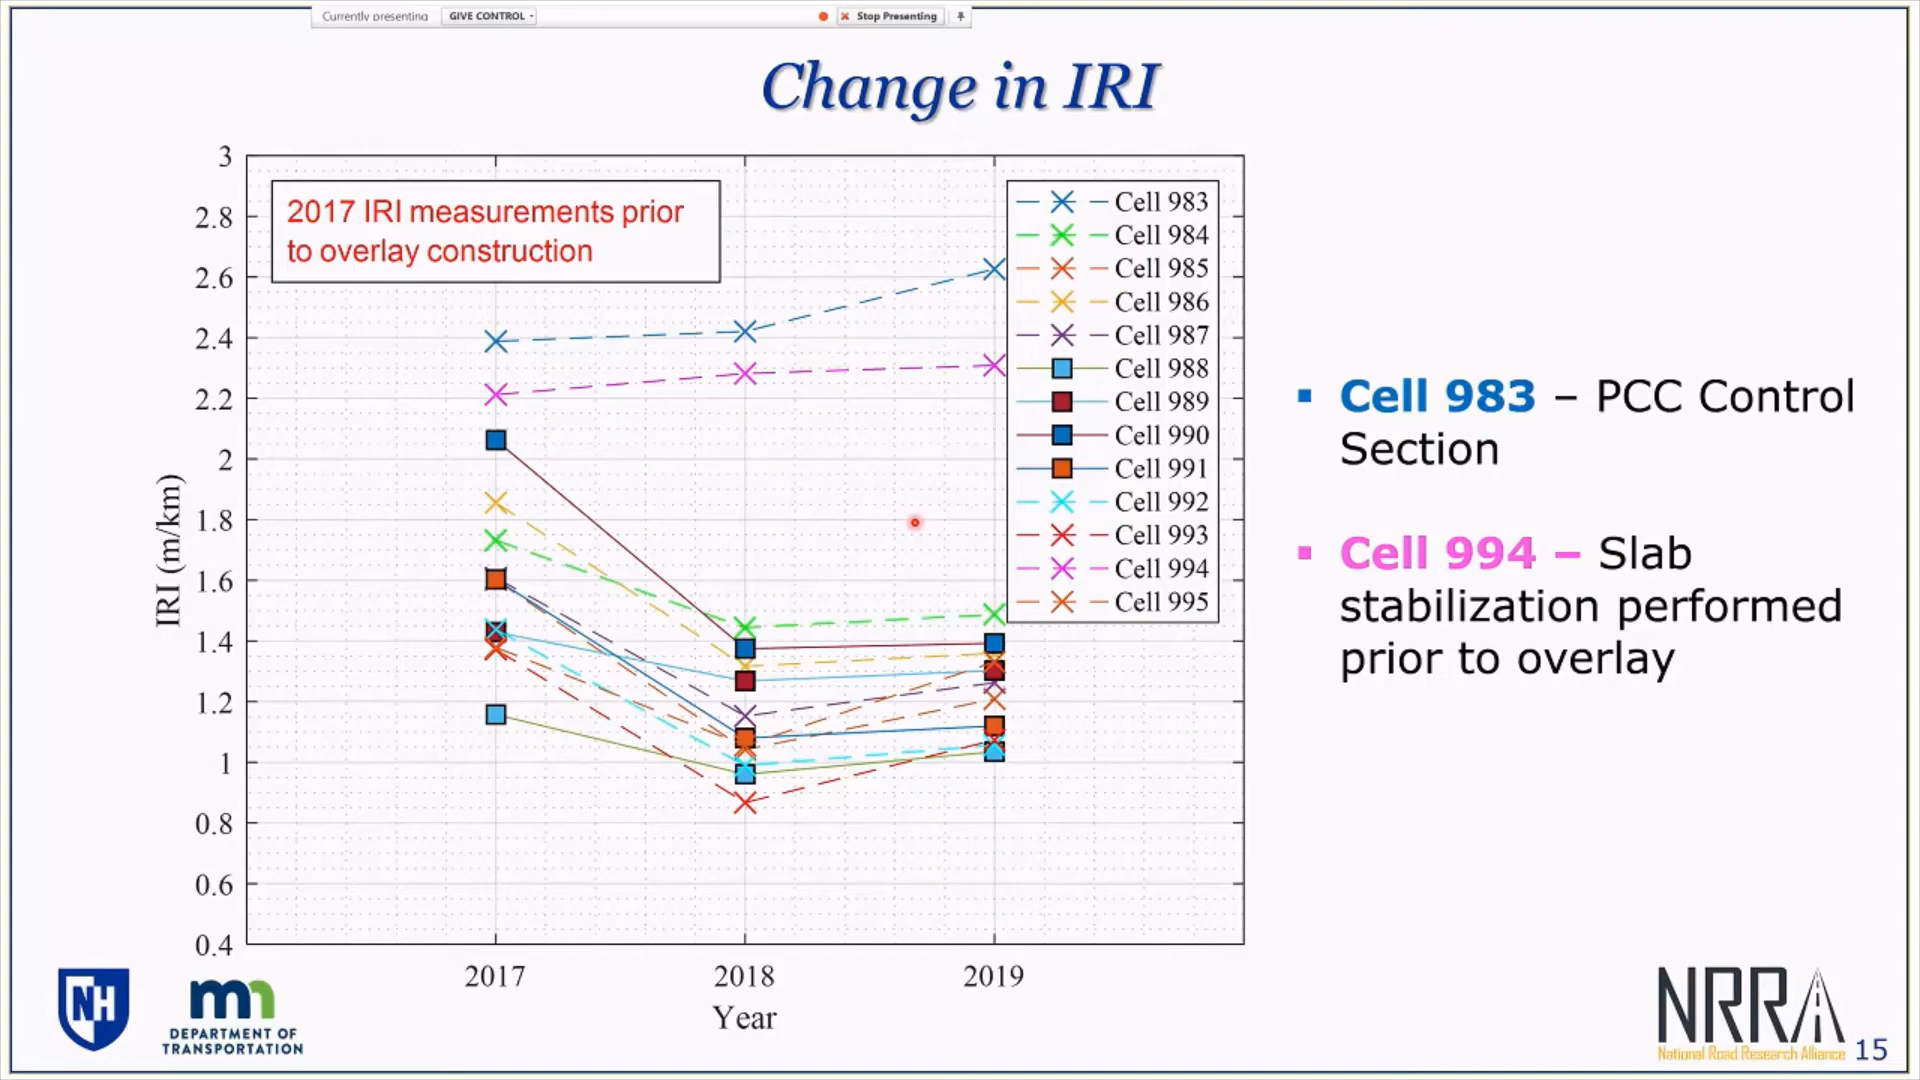 Currently presenting
GIVE CONTROL
Stop Presenting
Change in IRI
3
2.8
2.6
2.4
2.2
2
1.8
1.6
1.4
1.2
1
0.8
0.6
0.4
IRI (m/km)
2017 IRI measurements prior
to overlay construction
Cell 983
Cell 984
Cell 985
Cell 986
Cell 987
Cell 988
Cell 989
Cell 990
Cell 991
Cell 992
Cell 993
Cell 994
Cell 995
2017
2018
2019
Year
Cell 983 – PCC Control
Section
Cell 994 – Slab
stabilization performed
prior to overlay
NH
mn
DEPARTMENT OF
TRANSPORTATION
NRRA
National Road Research Alliance
15